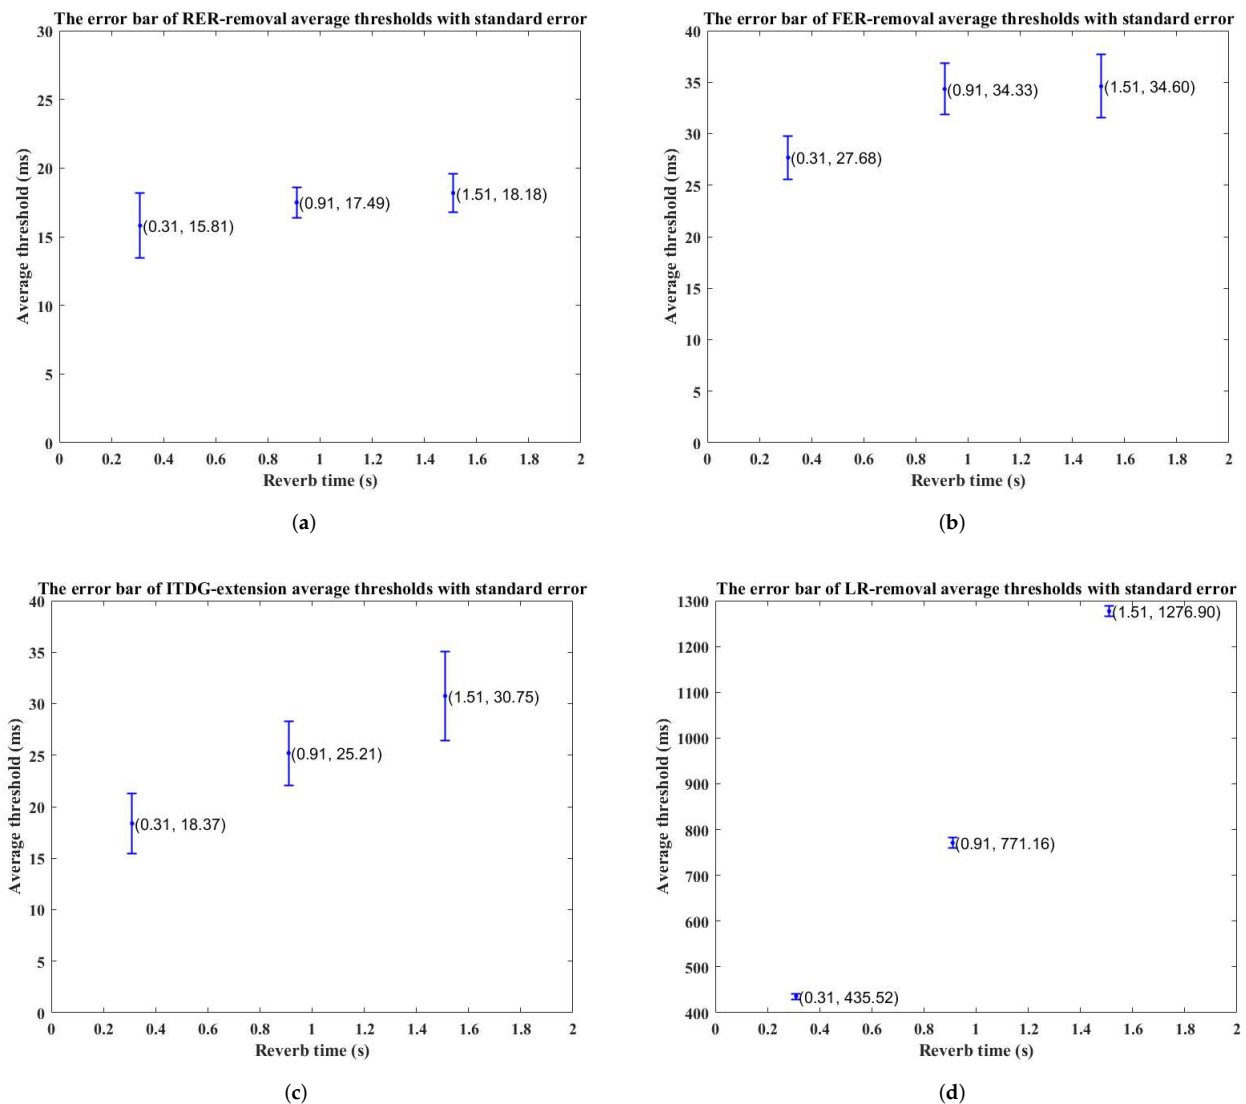 The error bar of RER-removal average thresholds with standard error
30
25
20
15
10
5
0
Average threshold (ms)
(0.31, 15.81)
(0.91, 17.49)
(1.51, 18.18)
0 0.2 0.4 0.6 0.8 1 1.2 1.4 1.6 1.8 2
Reverb time (s)
(a)
The error bar of FER-removal average thresholds with standard error
40
35
30
25
20
15
10
5
0
Average threshold (ms)
(0.31, 27.68)
(0.91, 34.33)
(1.51, 34.60)
0 0.2 0.4 0.6 0.8 1 1.2 1.4 1.6 1.8 2
Reverb time (s)
(b)
The error bar of ITDG-extension average thresholds with standard error
40
35
30
25
20
15
10
5
0
Average threshold (ms)
(0.31, 18.37)
(0.91, 25.21)
(1.51, 30.75)
0 0.2 0.4 0.6 0.8 1 1.2 1.4 1.6 1.8 2
Reverb time (s)
(c)
The error bar of LR-removal average thresholds with standard error
1300
1200
1100
1000
900
800
700
600
500
400
Average threshold (ms)
(0.31, 435.52)
(0.91, 771.16)
(1.51, 1276.90)
0 0.2 0.4 0.6 0.8 1 1.2 1.4 1.6 1.8 2
Reverb time (s)
(d)